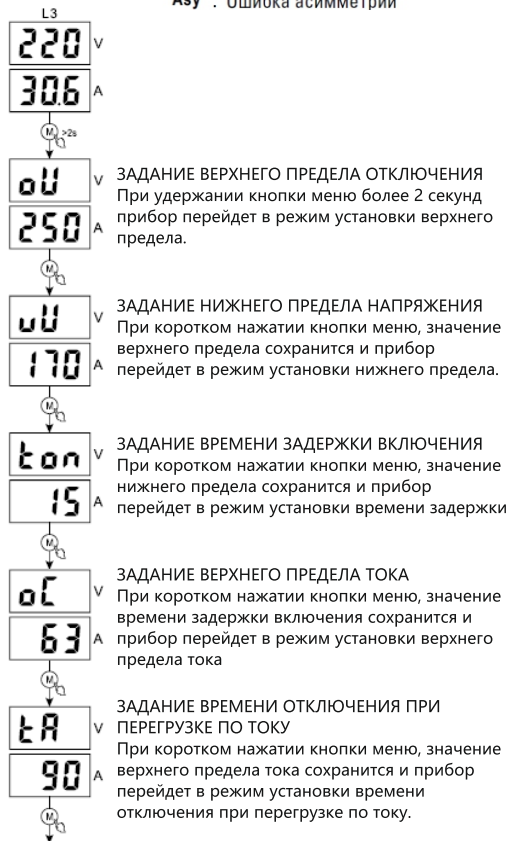 Asy : Ошибка асимметрии
L3
220 V
30.6 A
M >2s
oU V
250 A
ЗАДАНИЕ ВЕРХНЕГО ПРЕДЕЛА ОТКЛЮЧЕНИЯ
При удержании кнопки меню более 2 секунд
прибор перейдет в режим установки верхнего
предела.
M
uU V
170 A
ЗАДАНИЕ НИЖНЕГО ПРЕДЕЛА НАПРЯЖЕНИЯ
При коротком нажатии кнопки меню, значение
верхнего предела сохранится и прибор
перейдет в режим установки нижнего предела.
M
ton V
15 A
ЗАДАНИЕ ВРЕМЕНИ ЗАДЕРЖКИ ВКЛЮЧЕНИЯ
При коротком нажатии кнопки меню, значение
нижнего предела сохранится и прибор
перейдет в режим установки времени задержки
M
oC V
63 A
ЗАДАНИЕ ВЕРХНЕГО ПРЕДЕЛА ТОКА
При коротком нажатии кнопки меню, значение
времени задержки включения сохранится и
прибор перейдет в режим установки верхнего
предела тока
M
tA V
90 A
ЗАДАНИЕ ВРЕМЕНИ ОТКЛЮЧЕНИЯ ПРИ
ПЕРЕГРУЗКЕ ПО ТОКУ
При коротком нажатии кнопки меню, значение
верхнего предела тока сохранится и прибор
перейдет в режим установки времени
отключения при перегрузке по току.
M